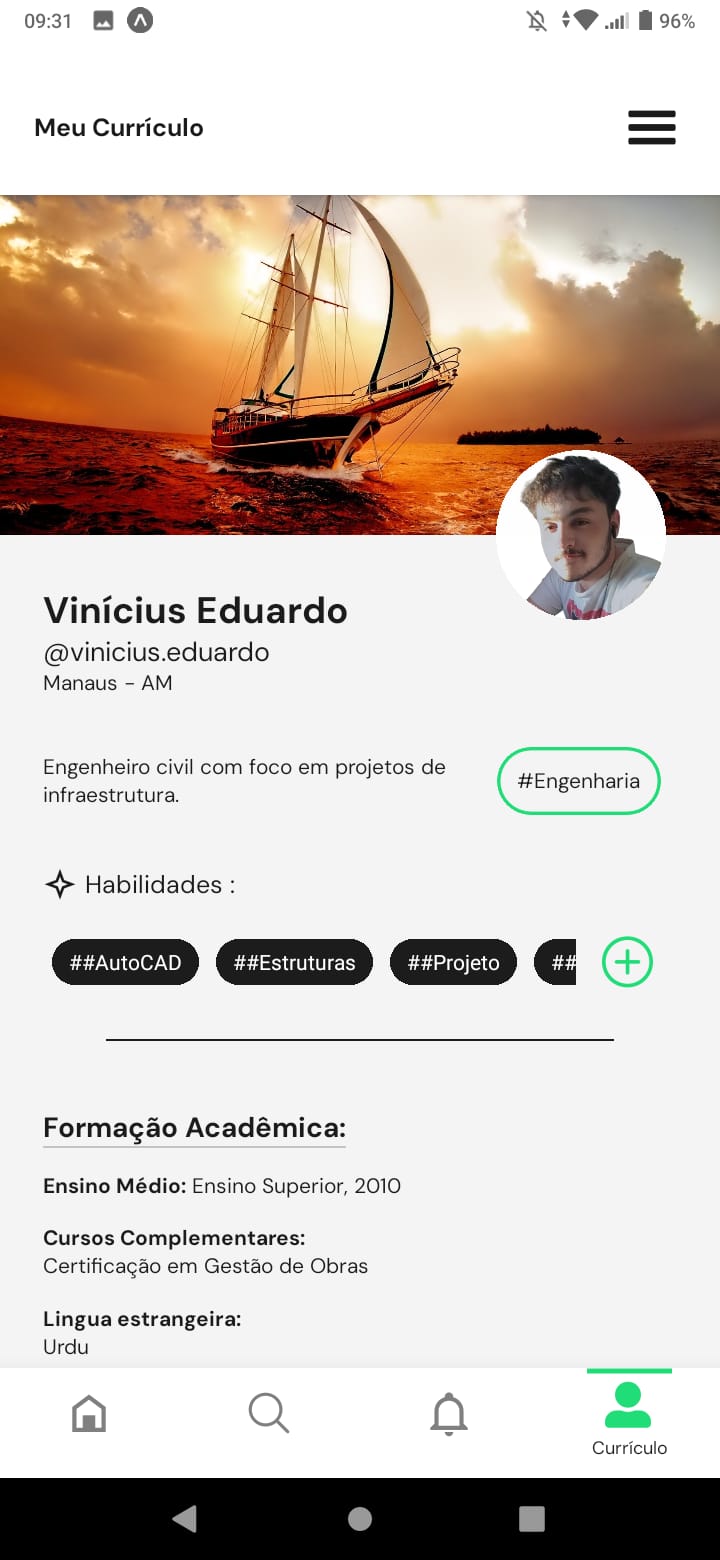 09:31
96%
Meu Currículo
Vinícius Eduardo
@vinicius.eduardo
Manaus - AM
Engenheiro civil com foco em projetos de
infraestrutura.
#Engenharia
Habilidades :
##AutoCAD ##Estruturas ##Projeto ##
Formação Acadêmica:
Ensino Médio: Ensino Superior, 2010
Cursos Complementares:
Certificação em Gestão de Obras
Lingua estrangeira:
Urdu
Currículo